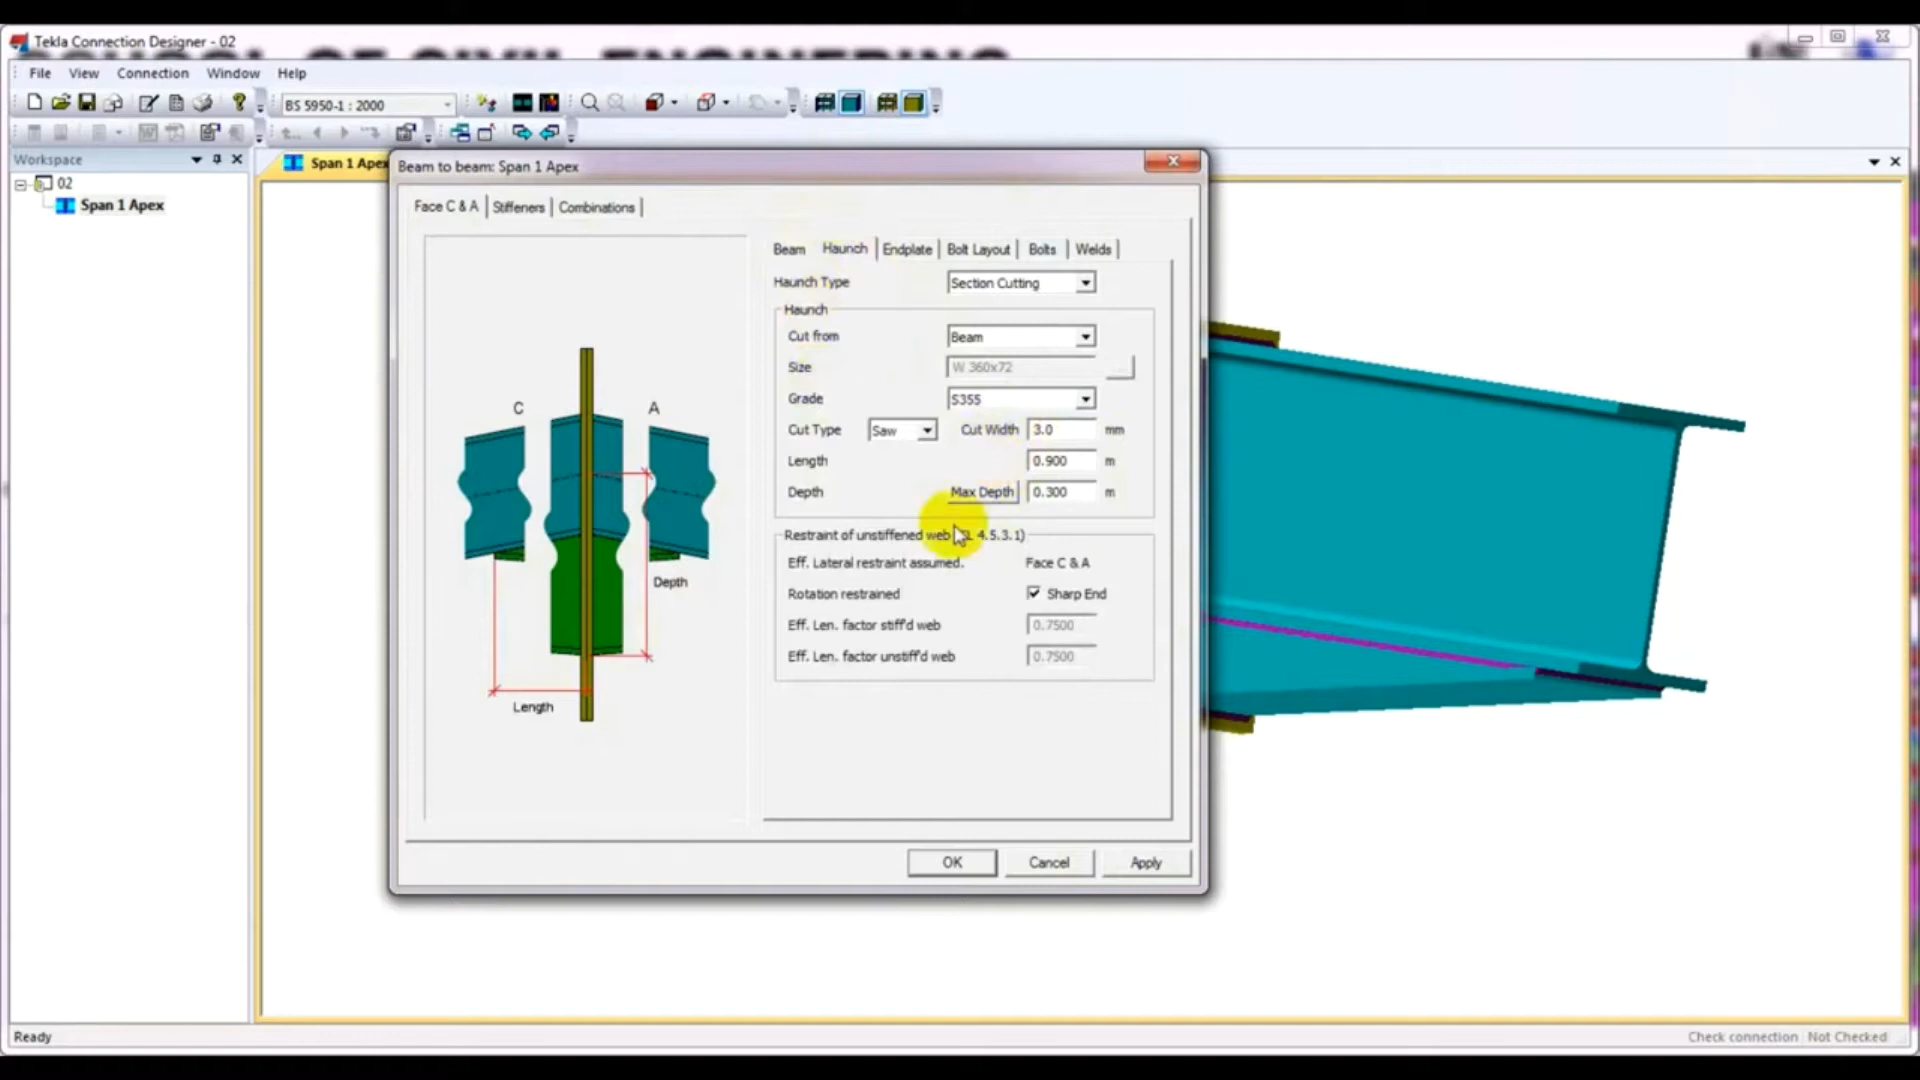 Tekla Connection Designer - 02
File View Connection Window Help
BS 5950-1 : 2000
Workspace
02
Span 1 Apex
Span 1 Apex
Beam to beam: Span 1 Apex
Face C & A Stiffeners Combinations
Beam Haunch Endplate Bolt Layout Bolts Welds
Haunch Type Section Cutting
Haunch
Cut from Beam
Size W 360x72 ...
Grade S355
Cut Type Saw Cut Width 3.0 mm
Length 0.900 m
Depth Max Depth 0.300 m
Restraint of unstiffened web 4.5.3.1)
Eff. Lateral restraint assumed. Face C & A
Rotation restrained Sharp End
Eff. Len. factor stiff'd web 0.7500
Eff. Len. factor unstiff'd web 0.7500
C A
Depth
Length
OK Cancel Apply
Ready
Check connection Not Checked